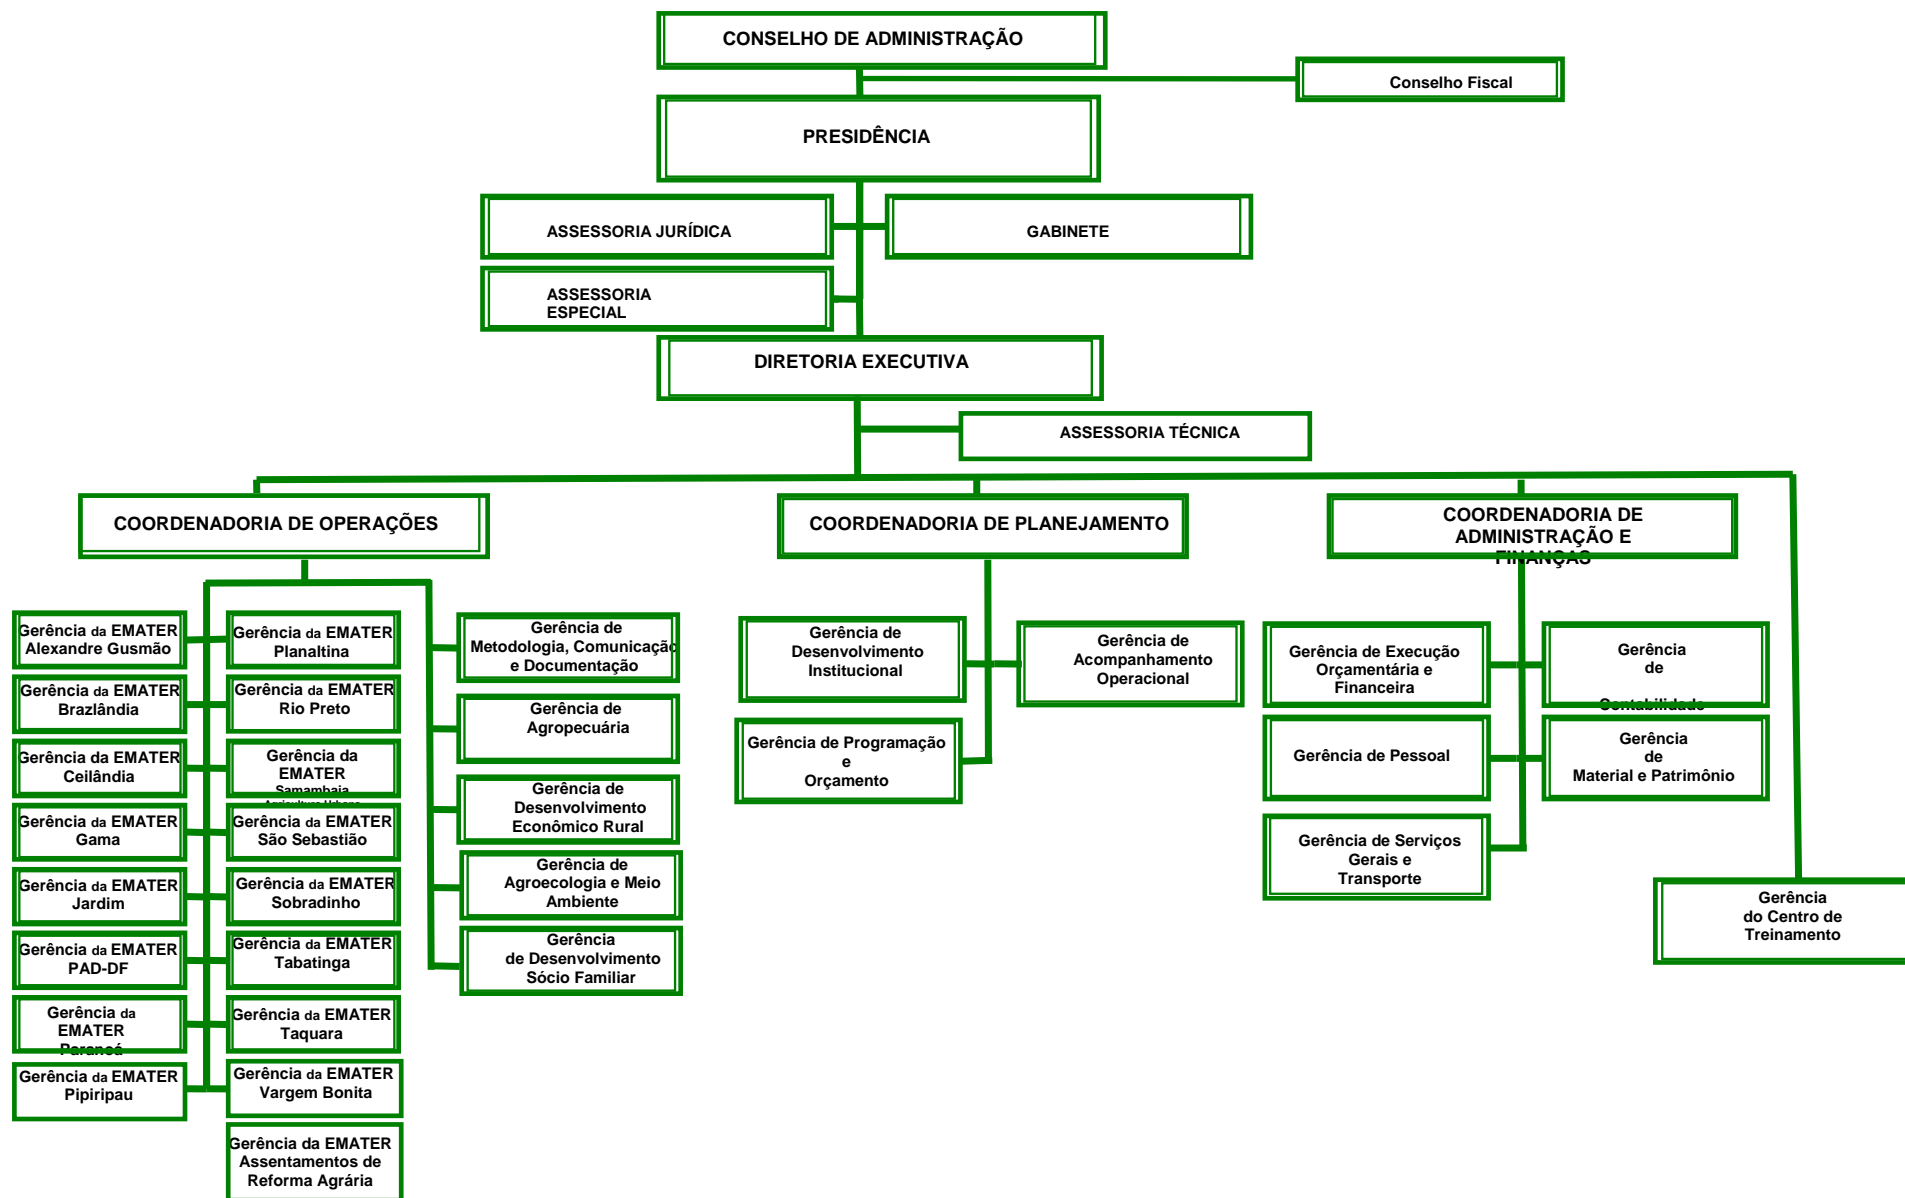 CONSELHO DE ADMINISTRAÇÃO
Conselho Fiscal
PRESIDÊNCIA
ASSESSORIA JURÍDICA
GABINETE
ASSESSORIA
ESPECIAL
DIRETORIA EXECUTIVA
ASSESSORIA TÉCNICA
COORDENADORIA DE OPERAÇÕES
COORDENADORIA DE PLANEJAMENTO
COORDENADORIA DE
ADMINISTRAÇÃO E
FINANÇAS
Gerência da EMATER
Alexandre Gusmão
Gerência da EMATER
Planaltina
Gerência da EMATER
Brazlândia
Gerência da EMATER
Rio Preto
Gerência da EMATER
Ceilândia
Gerência da
EMATER
Samambaia
Agricultura Urbana
Gerência da EMATER
Gama
Gerência da EMATER
São Sebastião
Gerência da EMATER
Jardim
Gerência da EMATER
Sobradinho
Gerência da EMATER
PAD-DF
Gerência da EMATER
Tabatinga
Gerência da
EMATER
Paranoá
Gerência da EMATER
Taquara
Gerência da EMATER
Pipiripau
Gerência da EMATER
Vargem Bonita
Gerência da EMATER
Assentamentos de
Reforma Agrária
Gerência de
Metodologia, Comunicação
e Documentação
Gerência de
Agropecuária
Gerência de
Desenvolvimento
Econômico Rural
Gerência de
Agroecologia e Meio
Ambiente
Gerência
de Desenvolvimento
Sócio Familiar
Gerência de
Desenvolvimento
Institucional
Gerência de
Acompanhamento
Operacional
Gerência de Programação
e
Orçamento
Gerência de Execução
Orçamentária e
Financeira
Gerência
de
Contabilidade
Gerência de Pessoal
Gerência
de
Material e Patrimônio
Gerência de Serviços
Gerais e
Transporte
Gerência
do Centro de
Treinamento